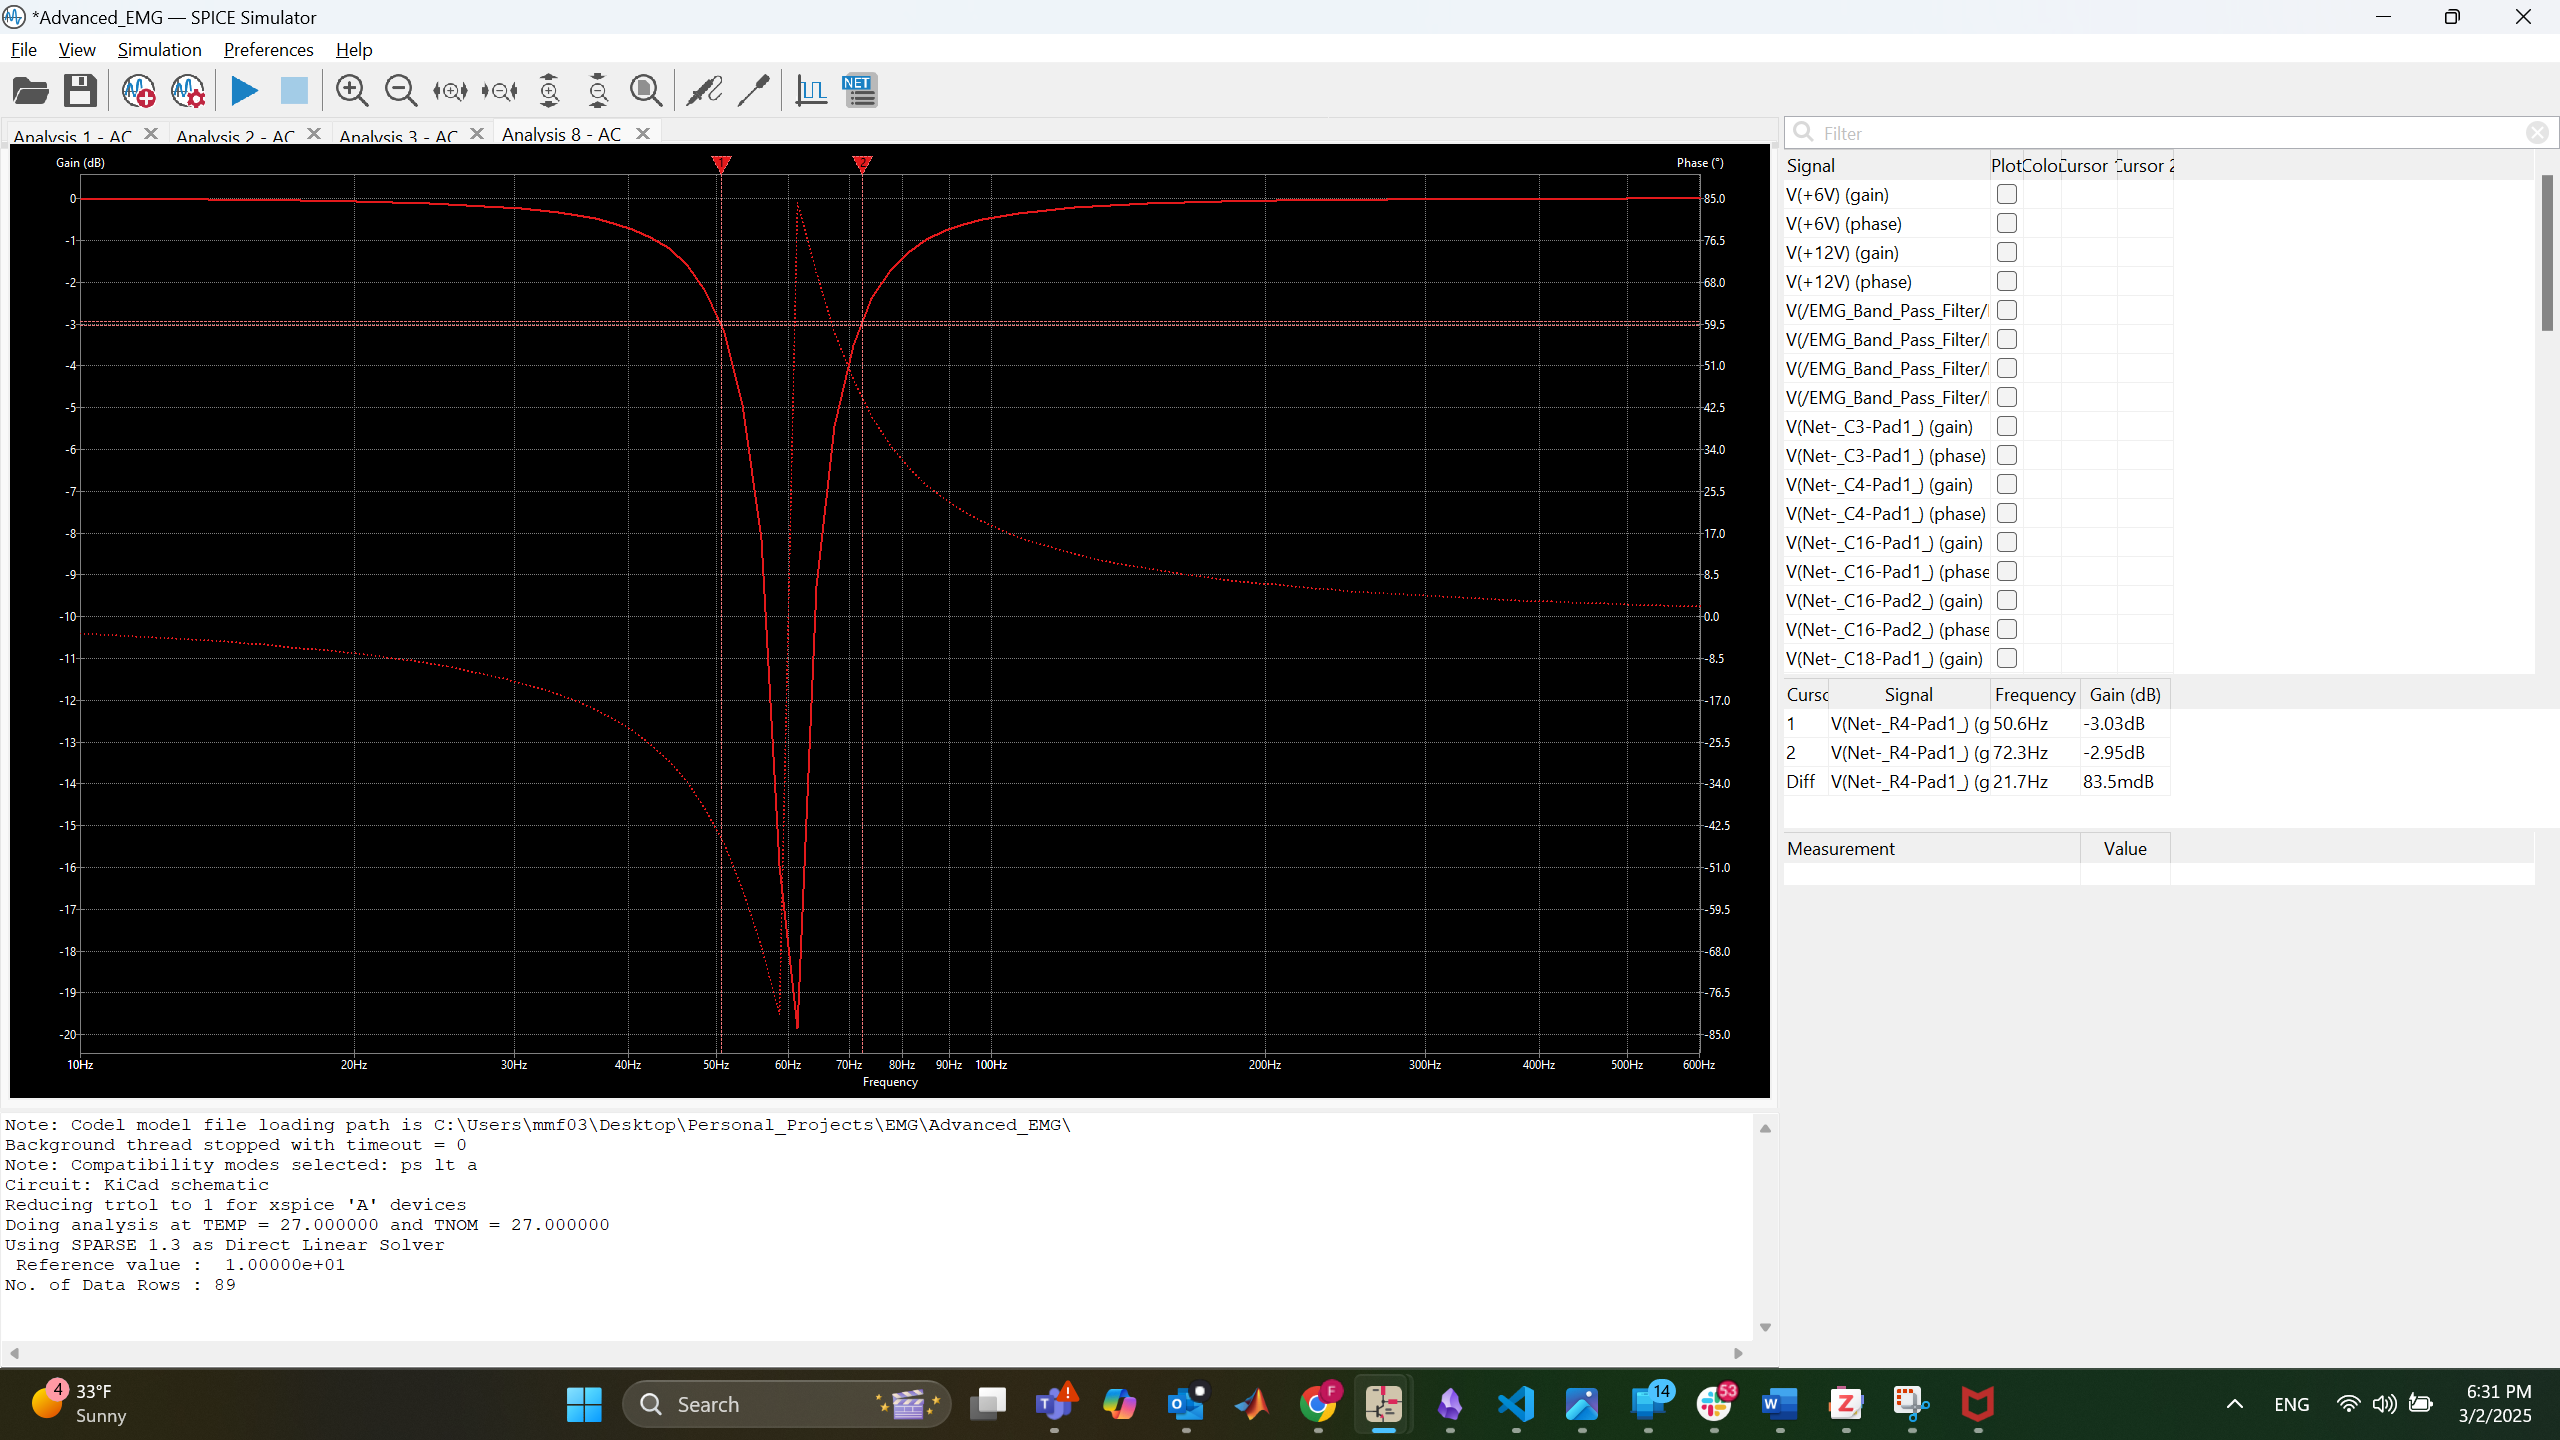 *Advanced_EMG — SPICE Simulator
File View Simulation Preferences Help
NET
Analysis 1 - AC Analysis 2 - AC Analysis 3 - AC Analysis 8 - AC
Filter
Signal Plot Colo Cursor Cursor 2
V(+6V) (gain)
V(+6V) (phase)
V(+12V) (gain)
V(+12V) (phase)
V(/EMG_Band_Pass_Filter/
V(/EMG_Band_Pass_Filter/
V(/EMG_Band_Pass_Filter/
V(/EMG_Band_Pass_Filter/
V(Net-_C3-Pad1_) (gain)
V(Net-_C3-Pad1_) (phase)
V(Net-_C4-Pad1_) (gain)
V(Net-_C4-Pad1_) (phase)
V(Net-_C16-Pad1_) (gain)
V(Net-_C16-Pad1_) (phase
V(Net-_C16-Pad2_) (gain)
V(Net-_C16-Pad2_) (phase
V(Net-_C18-Pad1_) (gain)
Curso Signal Frequency Gain (dB)
1 V(Net-_R4-Pad1_) (g 50.6Hz -3.03dB
2 V(Net-_R4-Pad1_) (g 72.3Hz -2.95dB
Diff V(Net-_R4-Pad1_) (g 21.7Hz 83.5mdB
Measurement Value
Gain (dB) 1 2 Phase (°)
0 85.0
-1 76.5
-2 68.0
-3 59.5
-4 51.0
-5 42.5
-6 34.0
-7 25.5
-8 17.0
-9 8.5
-10 0.0
-11 -8.5
-12 -17.0
-13 -25.5
-14 -34.0
-15 -42.5
-16 -51.0
-17 -59.5
-18 -68.0
-19 -76.5
-20 -85.0
10Hz 20Hz 30Hz 40Hz 50Hz 60Hz 70Hz 80Hz 90Hz 100Hz 200Hz 300Hz 400Hz 500Hz 600Hz
Frequency
Note: Codel model file loading path is C:\Users\mmf03\Desktop\Personal_Projects\EMG\Advanced_EMG\
Background thread stopped with timeout = 0
Note: Compatibility modes selected: ps lt a
Circuit: KiCad schematic
Reducing trtol to 1 for xspice 'A' devices
Doing analysis at TEMP = 27.000000 and TNOM = 27.000000
Using SPARSE 1.3 as Direct Linear Solver
Reference value : 1.00000e+01
No. of Data Rows : 89
4 33°F
Sunny
Search
F
14
53
ENG
6:31 PM
3/2/2025